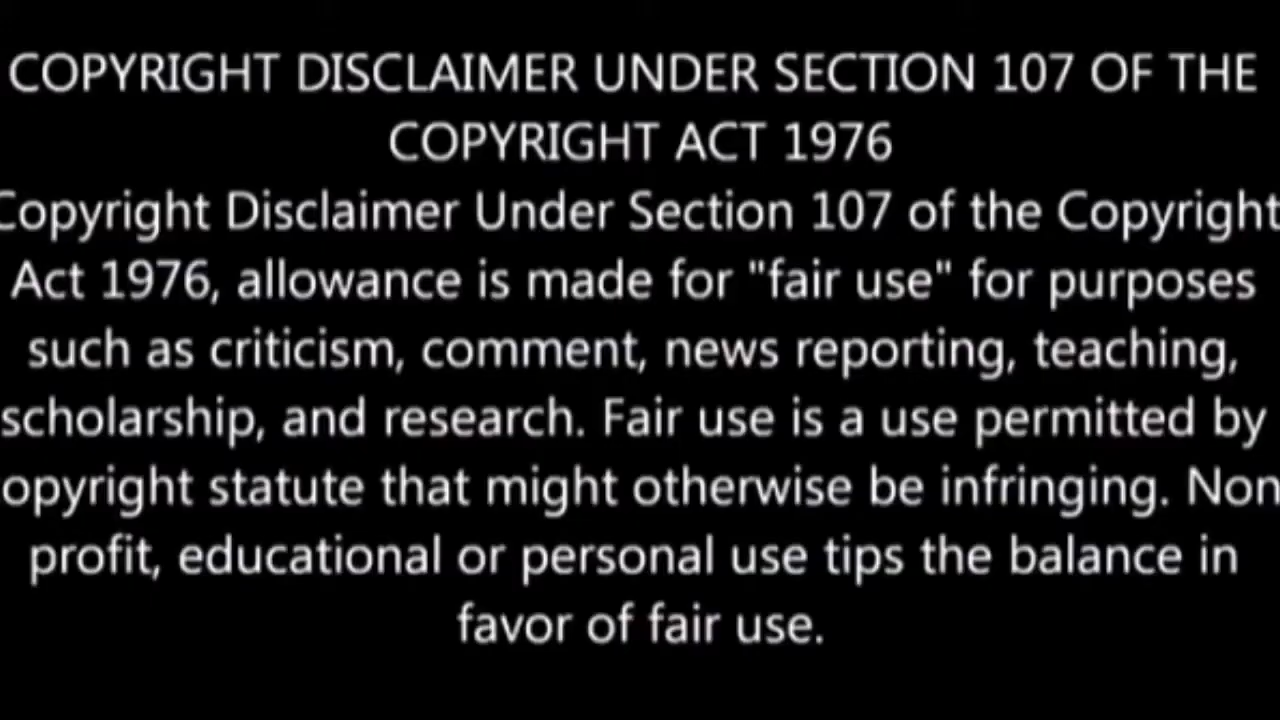 COPYRIGHT DISCLAIMER UNDER SECTION 107 OF THE
COPYRIGHT ACT 1976
Copyright Disclaimer Under Section 107 of the Copyright
Act 1976, allowance is made for "fair use" for purposes
such as criticism, comment, news reporting, teaching,
scholarship, and research. Fair use is a use permitted by
opyright statute that might otherwise be infringing. Non
profit, educational or personal use tips the balance in
favor of fair use.